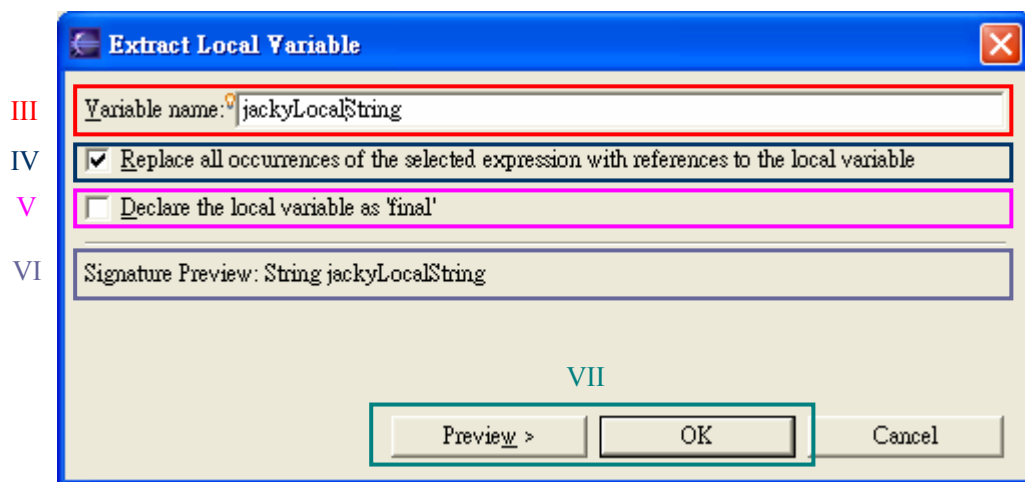 Extract Local Variable
III Variable name: jackyLocalString
IV Replace all occurrences of the selected expression with references to the local variable
V Declare the local variable as 'final'
VI Signature Preview: String jackyLocalString
VII
Preview > OK Cancel